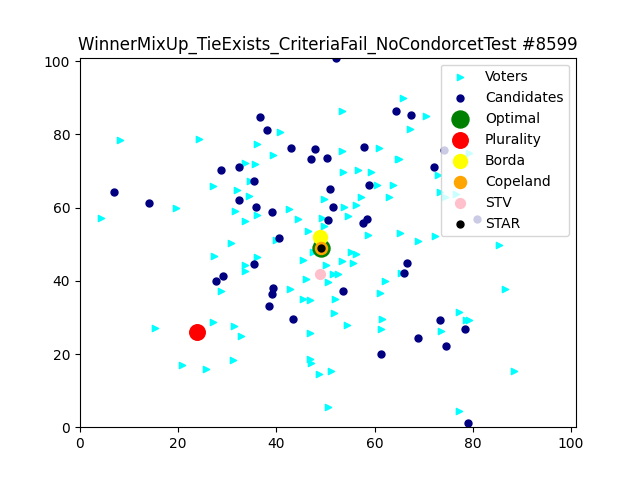 WinnerMixUp_TieExists_CriteriaFail_NoCondorcetTest #8599
100
80
60
40
20
0
0 20 40 60 80 100
Voters
Candidates
Optimal
Plurality
Borda
Copeland
STV
STAR